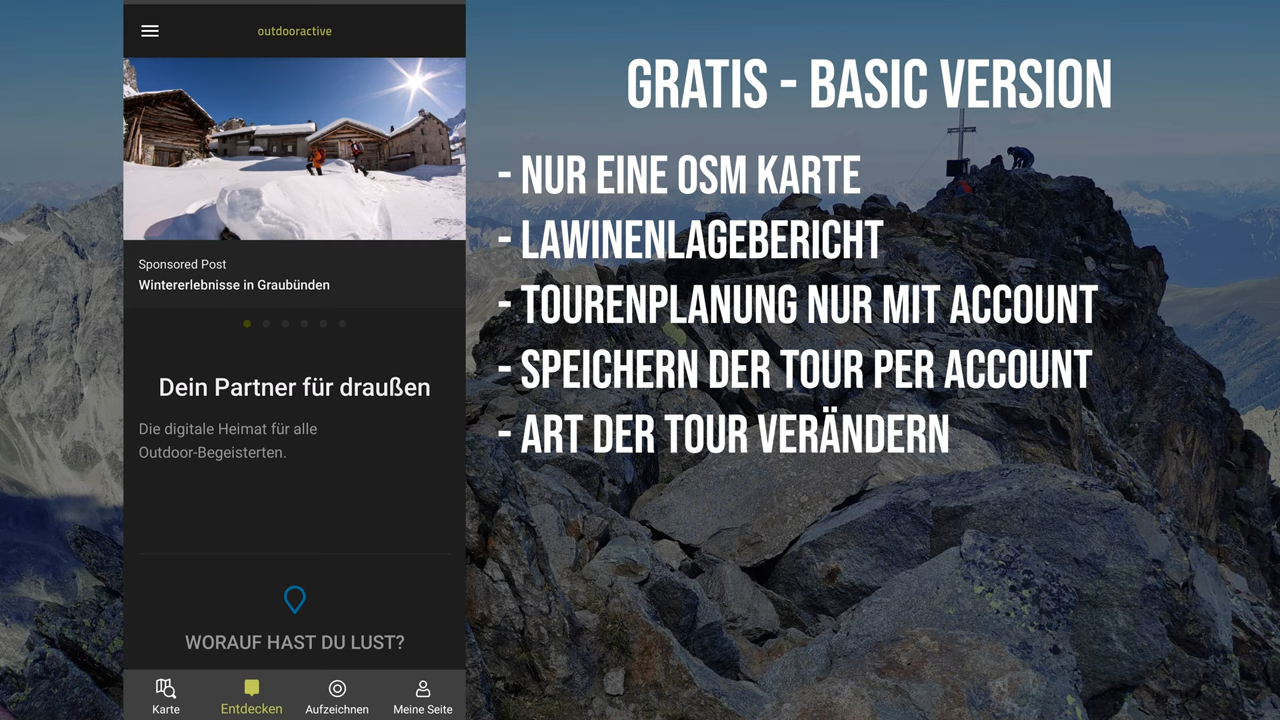 outdooractive
Sponsored Post
Wintererlebnisse in Graubünden
Dein Partner für draußen
Die digitale Heimat für alle
Outdoor-Begeisterten.
WORAUF HAST DU LUST?
Karte
Entdecken
Aufzeichnen
Meine Seite
GRATIS - BASIC VERSION
- NUR EINE OSM KARTE
- LAWINENLAGEBERICHT
- TOURENPLANUNG NUR MIT ACCOUNT
- SPEICHERN DER TOUR PER ACCOUNT
- ART DER TOUR VERÄNDERN